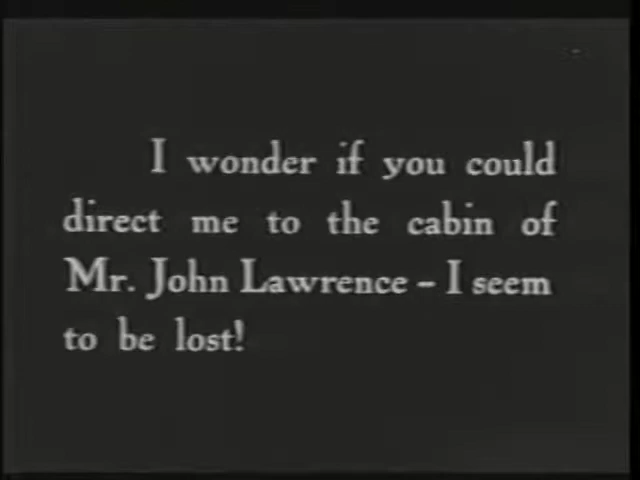 I wonder if you could
direct me to the cabin of
Mr. John Lawrence – I seem
to be lost!